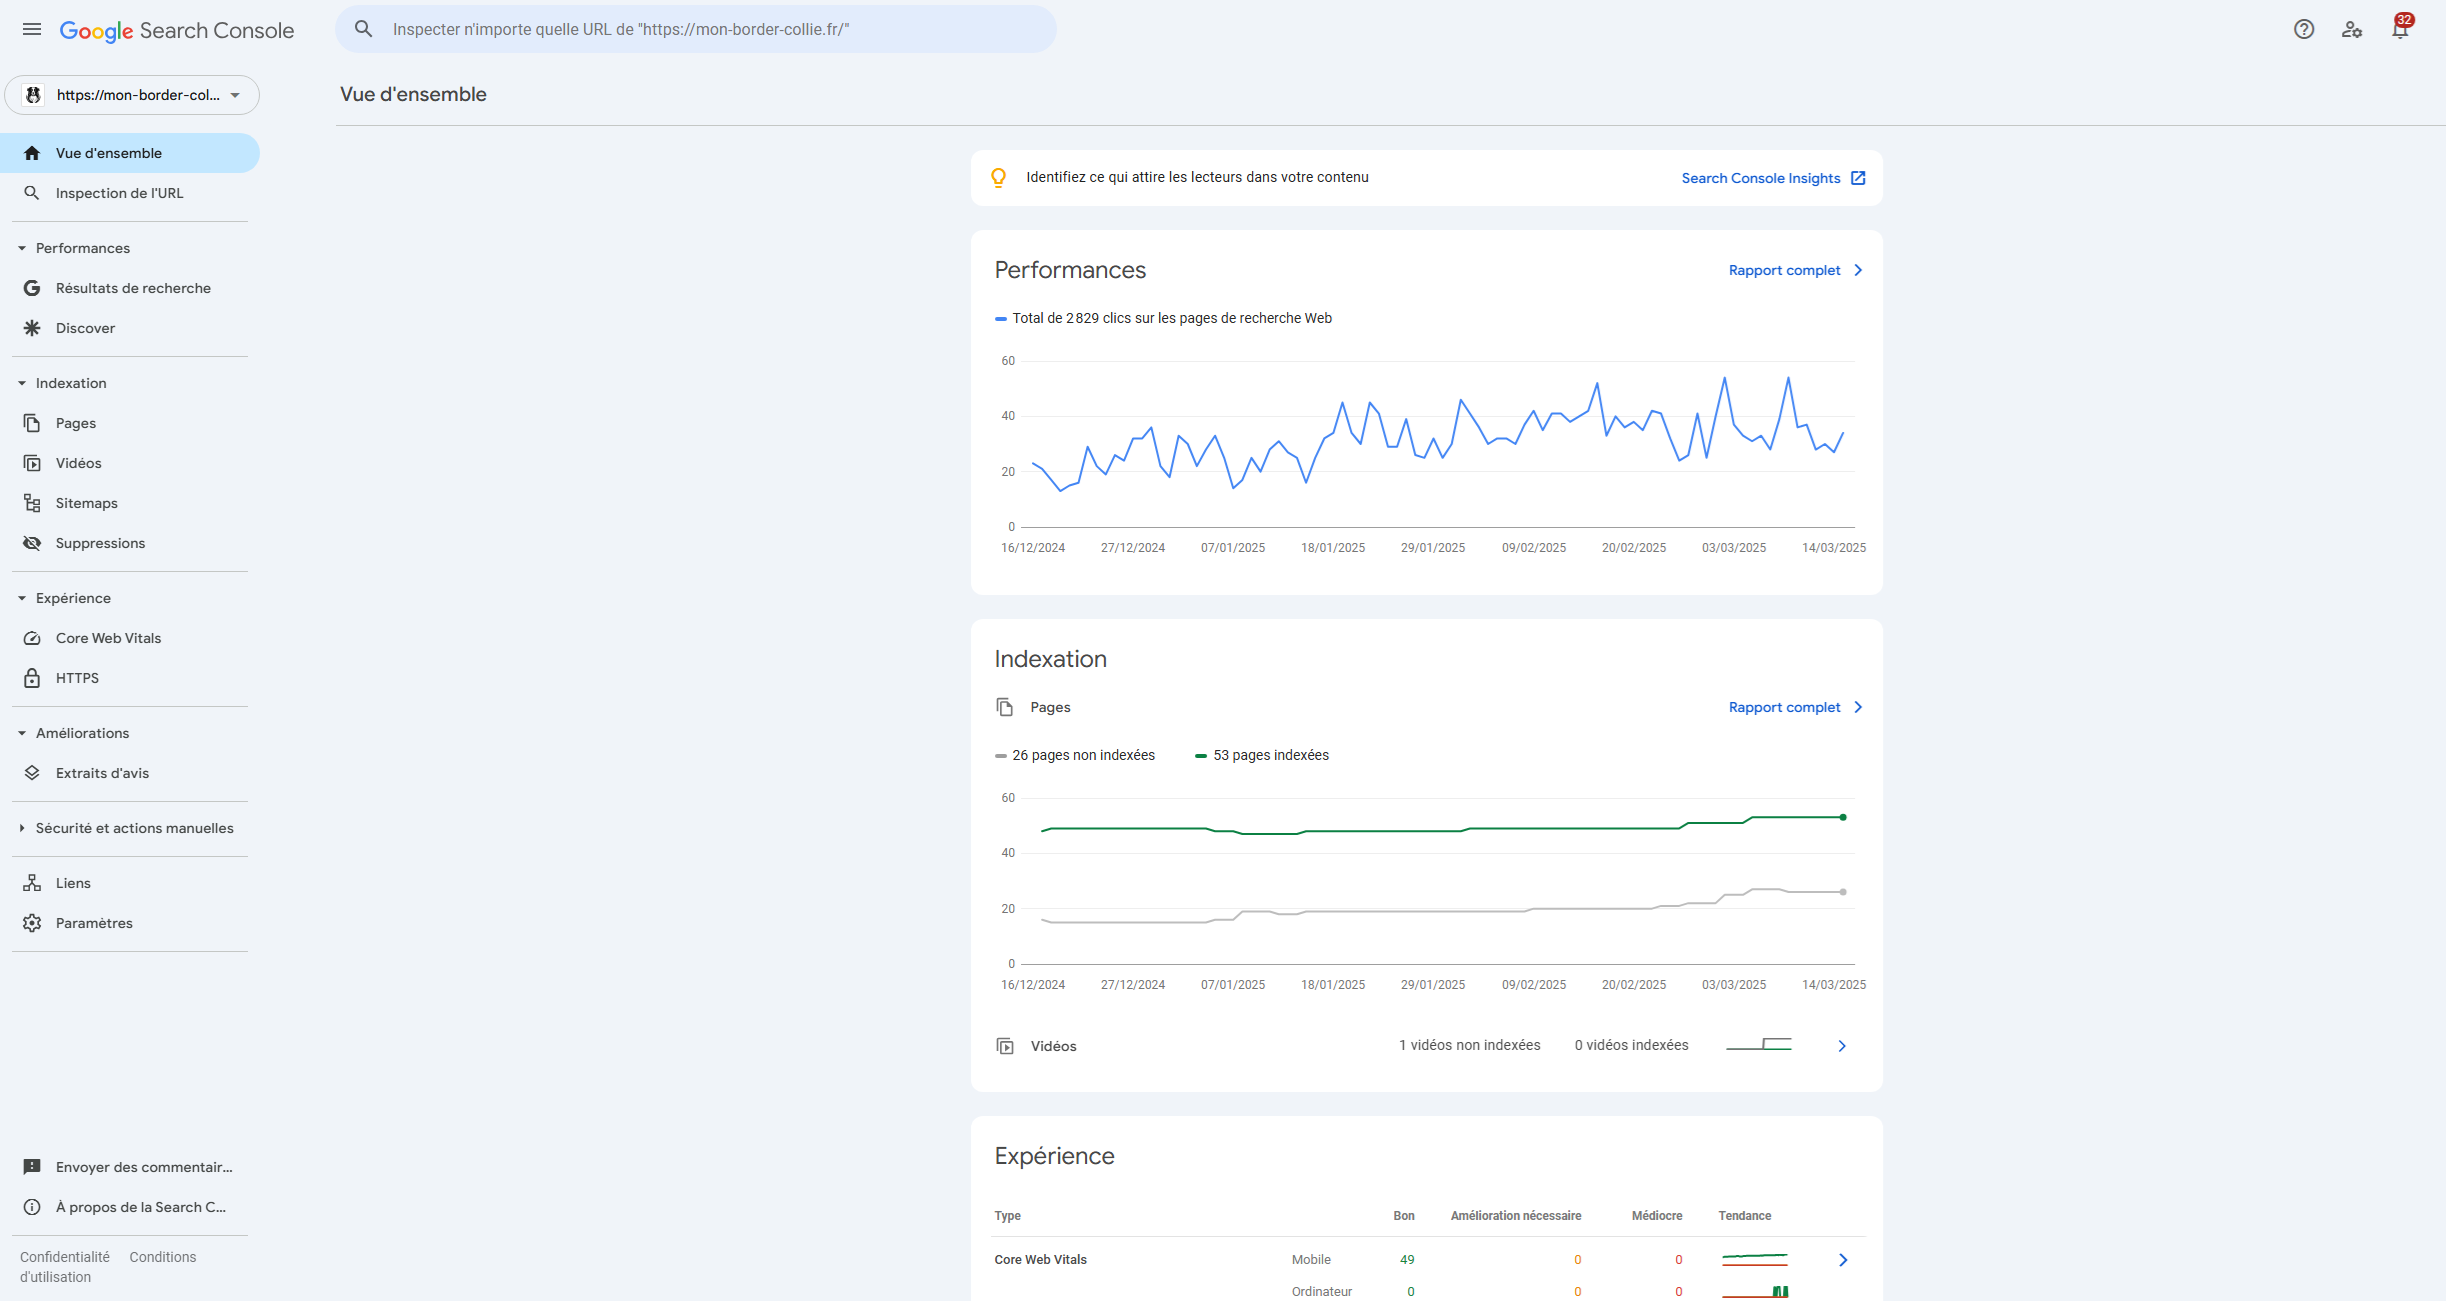 Google Search Console
Inspecter n'importe quelle URL de "https://mon-border-collie.fr/"
32
https://mon-border-col...
Vue d'ensemble
Inspection de l'URL
Performances
Résultats de recherche
Discover
Indexation
Pages
Vidéos
Sitemaps
Suppressions
Expérience
Core Web Vitals
HTTPS
Améliorations
Extraits d'avis
Sécurité et actions manuelles
Liens
Paramètres
Envoyer des commentair...
À propos de la Search C...
Confidentialité Conditions
d'utilisation
Vue d'ensemble
Identifiez ce qui attire les lecteurs dans votre contenu
Search Console Insights
Performances
Rapport complet
Total de 2 829 clics sur les pages de recherche Web
60
40
20
0
16/12/2024 27/12/2024 07/01/2025 18/01/2025 29/01/2025 09/02/2025 20/02/2025 03/03/2025 14/03/2025
Indexation
Pages
Rapport complet
26 pages non indexées 53 pages indexées
60
40
20
0
16/12/2024 27/12/2024 07/01/2025 18/01/2025 29/01/2025 09/02/2025 20/02/2025 03/03/2025 14/03/2025
Vidéos 1 vidéos non indexées 0 vidéos indexées
Expérience
Type Bon Amélioration nécessaire Médiocre Tendance
Core Web Vitals Mobile 49 0 0
Ordinateur 0 0 0